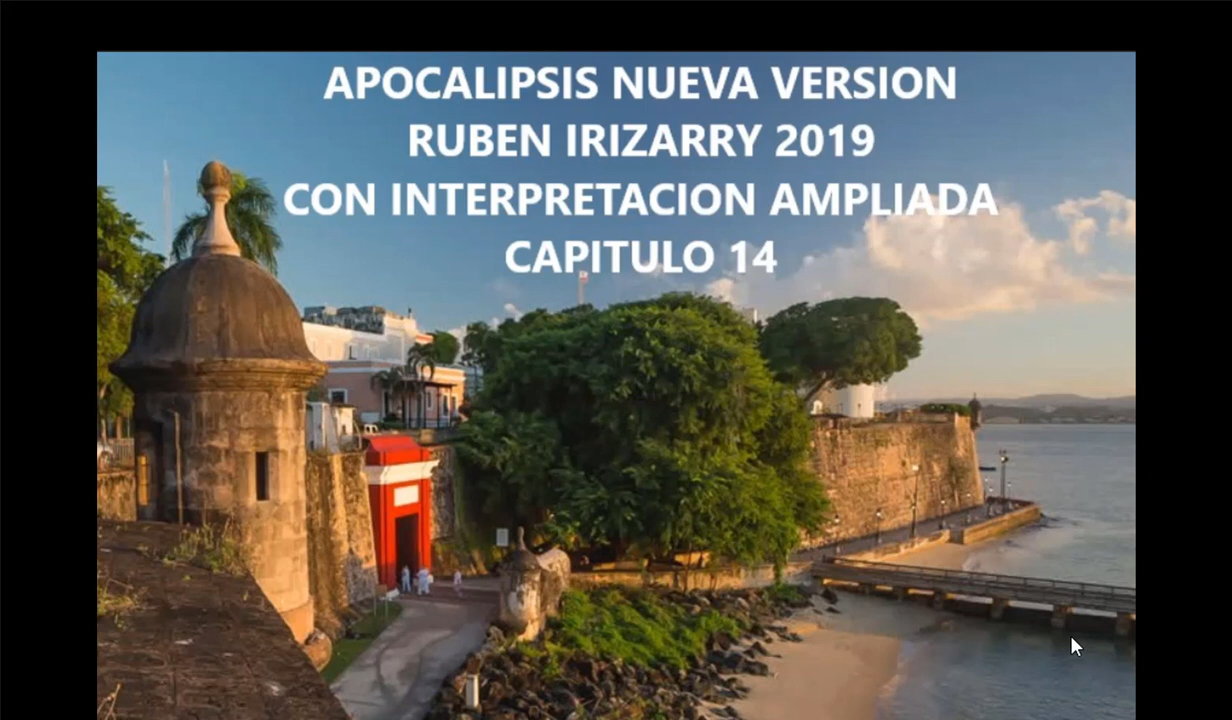 APOCALIPSIS NUEVA VERSION
RUBEN IRIZARRY 2019
CON INTERPRETACION AMPLIADA
CAPITULO 14